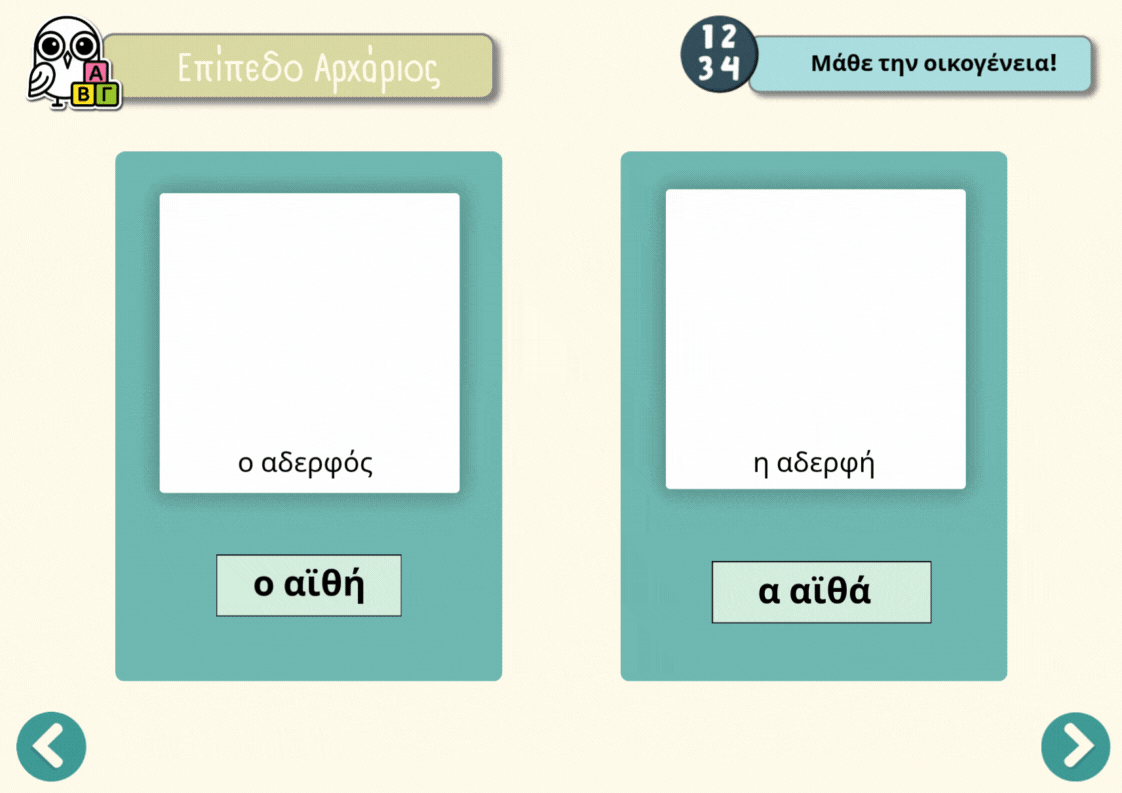 Επίπεδο Αρχάριος
Α
Β Γ
1 2
3 4
Μάθε την οικογένεια!
ο αδερφός
ο αϊθή
η αδερφή
α αϊθά